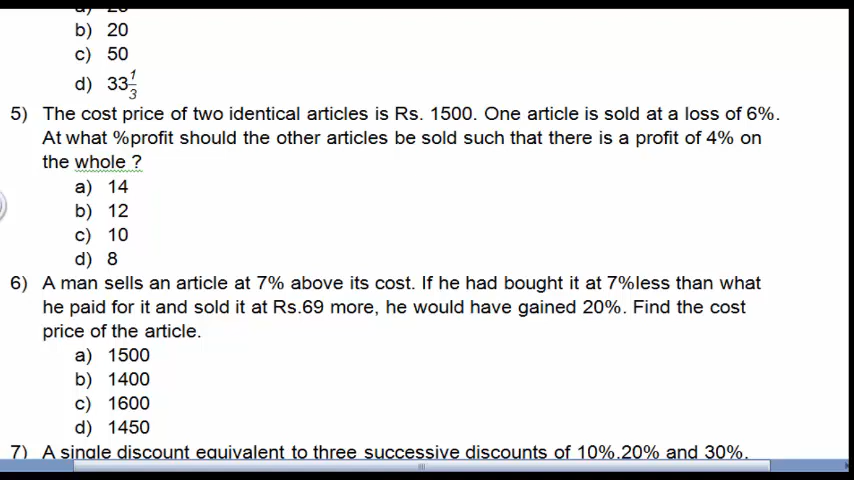 b) 20
c) 50
d) 33 1/3
5) The cost price of two identical articles is Rs. 1500. One article is sold at a loss of 6%.
At what %profit should the other articles be sold such that there is a profit of 4% on
the whole ?
a) 14
b) 12
c) 10
d) 8
6) A man sells an article at 7% above its cost. If he had bought it at 7%less than what
he paid for it and sold it at Rs.69 more, he would have gained 20%. Find the cost
price of the article.
a) 1500
b) 1400
c) 1600
d) 1450
7) A single discount equivalent to three successive discounts of 10%,20% and 30%.